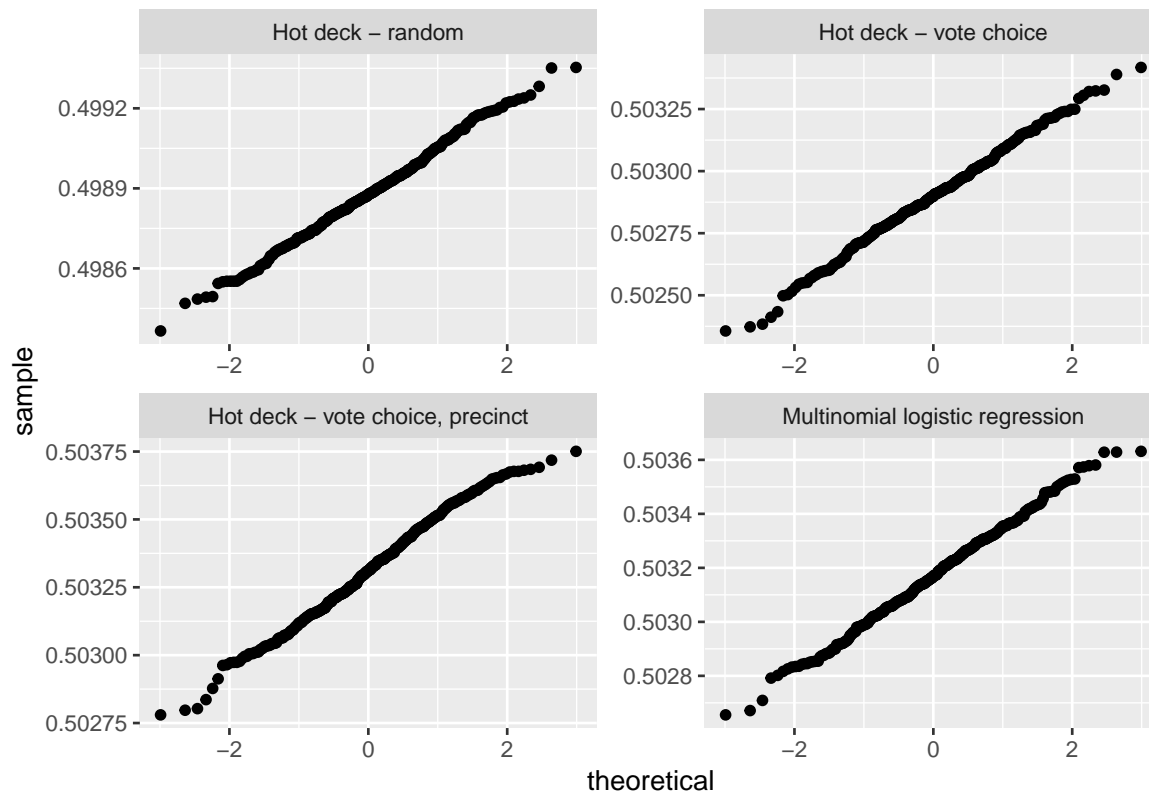 Hot deck − random
Hot deck − vote choice
0.4992
0.4989
0.4986
0.50325
0.50300
0.50275
0.50250
−2 0 2
−2 0 2
sample
Hot deck − vote choice, precinct
Multinomial logistic regression
0.50375
0.50350
0.50325
0.50300
0.50275
0.5036
0.5034
0.5032
0.5030
0.5028
−2 0 2
−2 0 2
theoretical